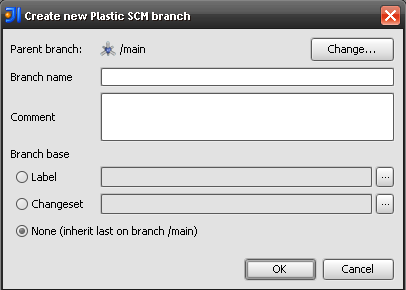 Create new Plastic SCM branch
Parent branch: /main Change...
Branch name
Comment
Branch base
Label ...
Changeset ...
None (inherit last on branch /main)
OK Cancel